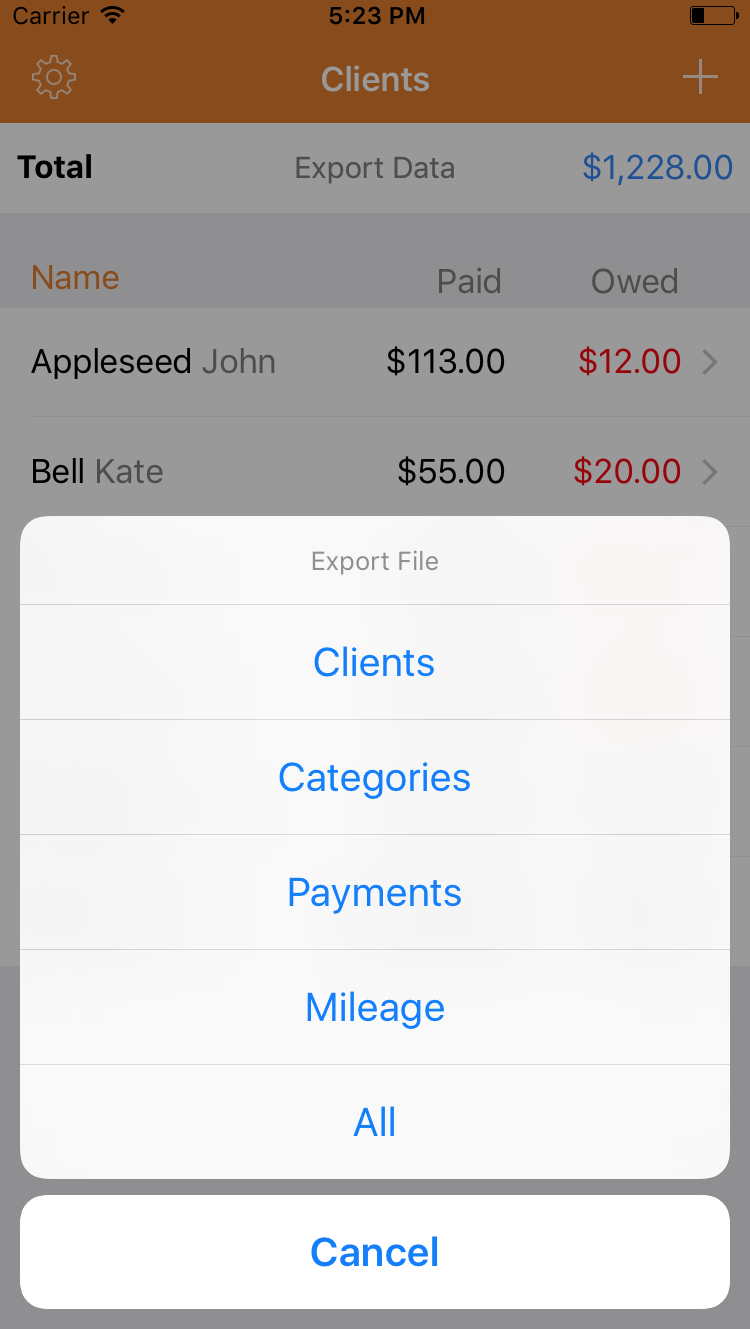 Carrier 5:23 PM
Clients
Total Export Data $1,228.00
Name Paid Owed
Appleseed John $113.00 $12.00
Bell Kate $55.00 $20.00
Export File
Clients
Categories
Payments
Mileage
All
Cancel